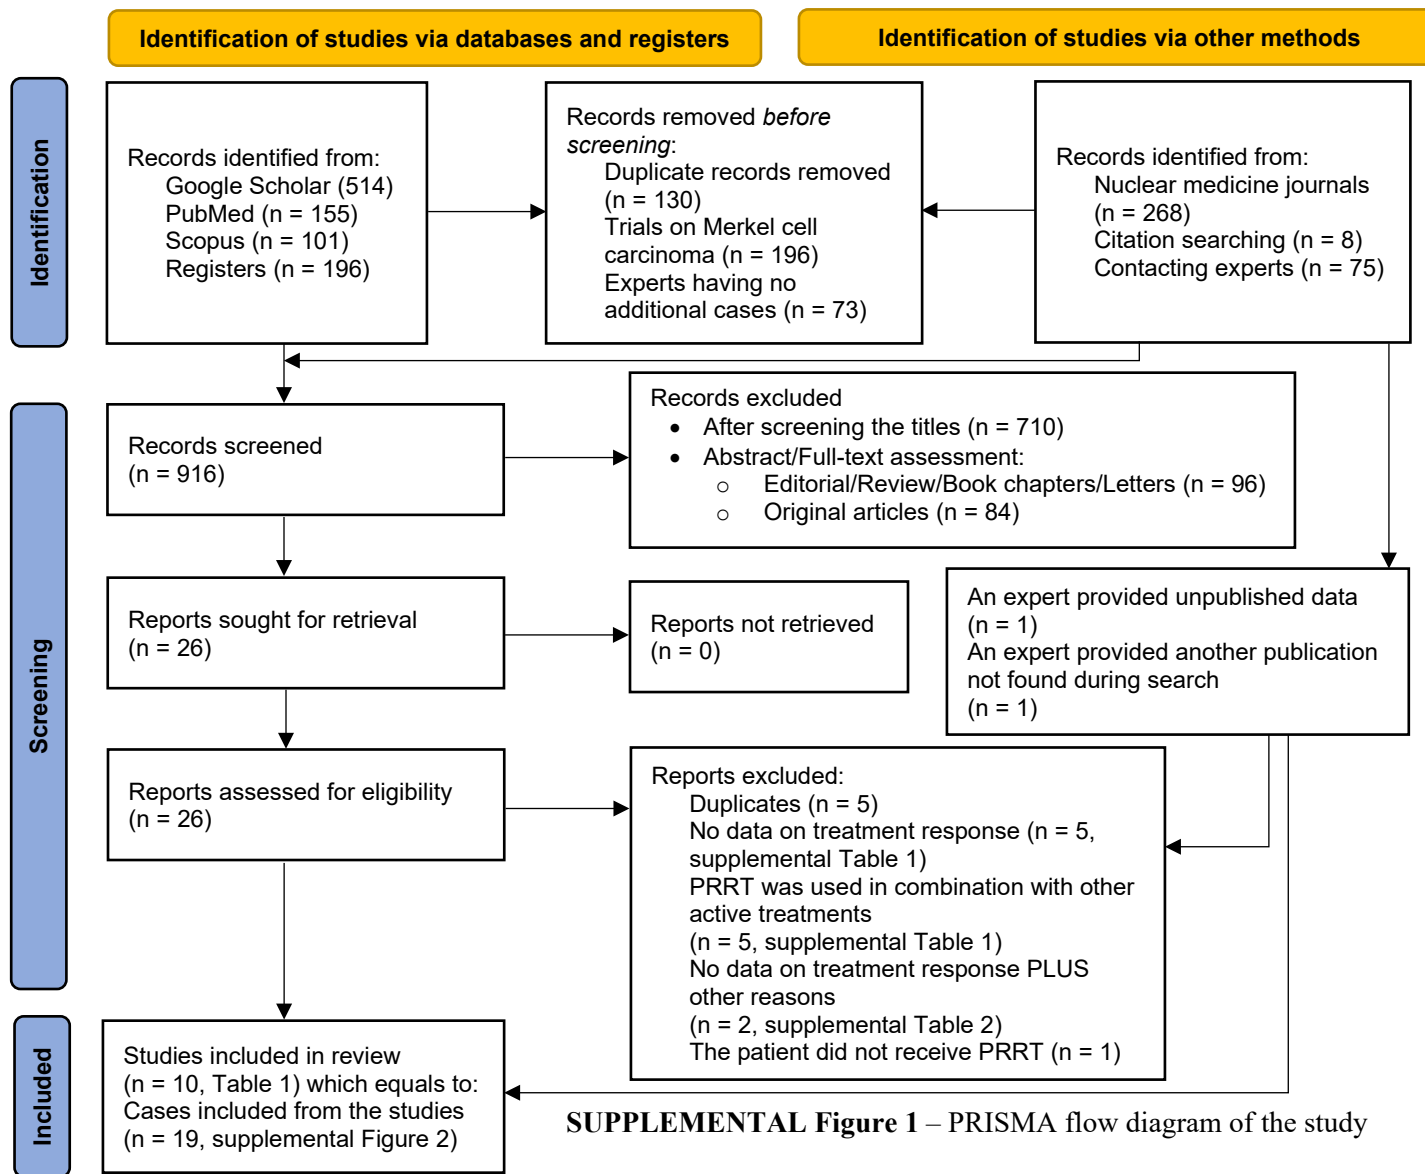 Identification of studies via databases and registers
Identification of studies via other methods
Identification
Records identified from:
Google Scholar (514)
PubMed (n = 155)
Scopus (n = 101)
Registers (n = 196)
Records removed before
screening:
Duplicate records removed
(n = 130)
Trials on Merkel cell
carcinoma (n = 196)
Experts having no
additional cases (n = 73)
Records identified from:
Nuclear medicine journals
(n = 268)
Citation searching (n = 8)
Contacting experts (n = 75)
Screening
Records screened
(n = 916)
Records excluded
• After screening the titles (n = 710)
• Abstract/Full-text assessment:
o Editorial/Review/Book chapters/Letters (n = 96)
o Original articles (n = 84)
Reports sought for retrieval
(n = 26)
Reports not retrieved
(n = 0)
An expert provided unpublished data
(n = 1)
An expert provided another publication
not found during search
(n = 1)
Reports assessed for eligibility
(n = 26)
Reports excluded:
Duplicates (n = 5)
No data on treatment response (n = 5,
supplemental Table 1)
PRRT was used in combination with other
active treatments
(n = 5, supplemental Table 1)
No data on treatment response PLUS
other reasons
(n = 2, supplemental Table 2)
The patient did not receive PRRT (n = 1)
Included
Studies included in review
(n = 10, Table 1) which equals to:
Cases included from the studies
(n = 19, supplemental Figure 2)
SUPPLEMENTAL Figure 1 – PRISMA flow diagram of the study